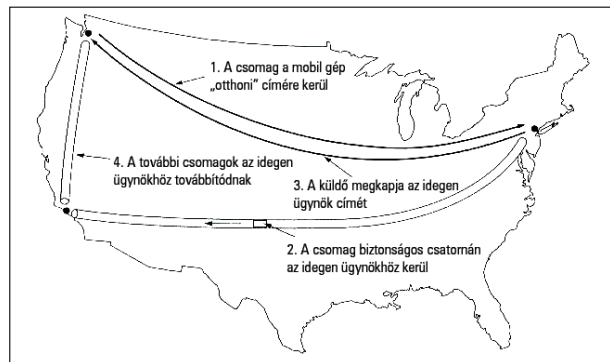 1. A csomag a mobil gép
„otthoni” címére kerül
4. A további csomagok az idegen
ügynökhöz továbbítódnak
3. A küldő megkapja az idegen
ügynök címét
2. A csomag biztonságos csatornán
az idegen ügynökhöz kerül